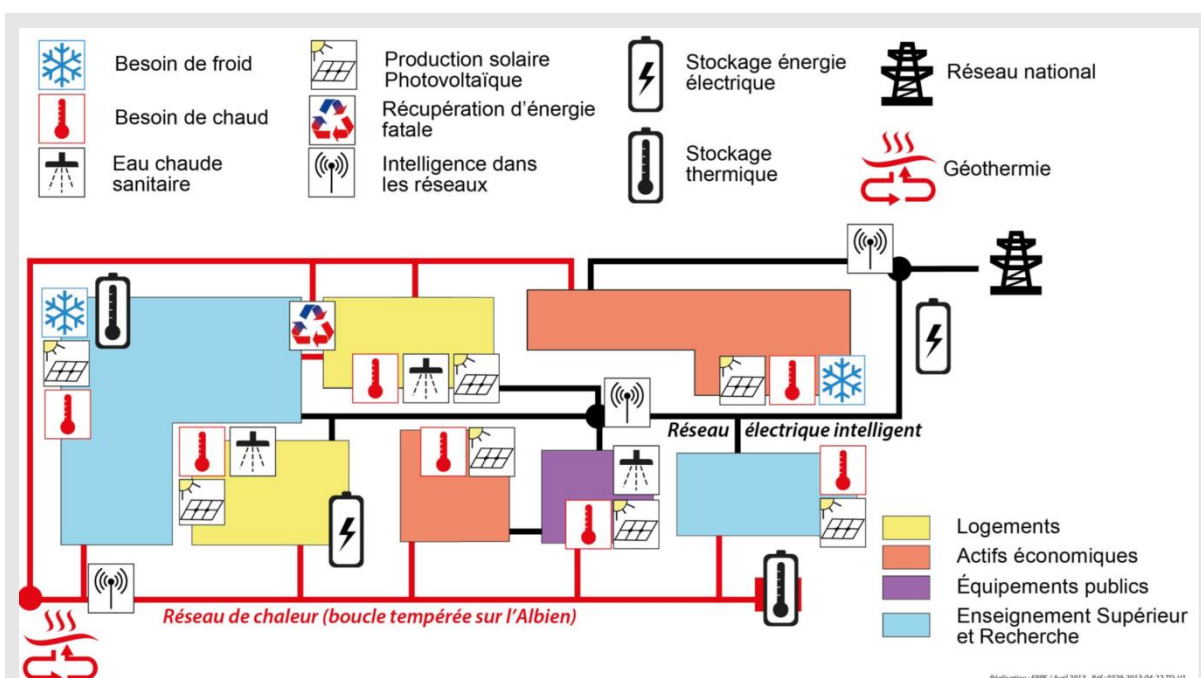 Besoin de froid
Besoin de chaud
Eau chaude
sanitaire
Production solaire
Photovoltaïque
Récupération d'énergie
fatale
Intelligence dans
les réseaux
Stockage énergie
électrique
Stockage
thermique
Réseau national
Géothermie
Réseau électrique intelligent
Réseau de chaleur (boucle tempérée sur l'Albien)
Logements
Actifs économiques
Équipements publics
Enseignement Supérieur
et Recherche